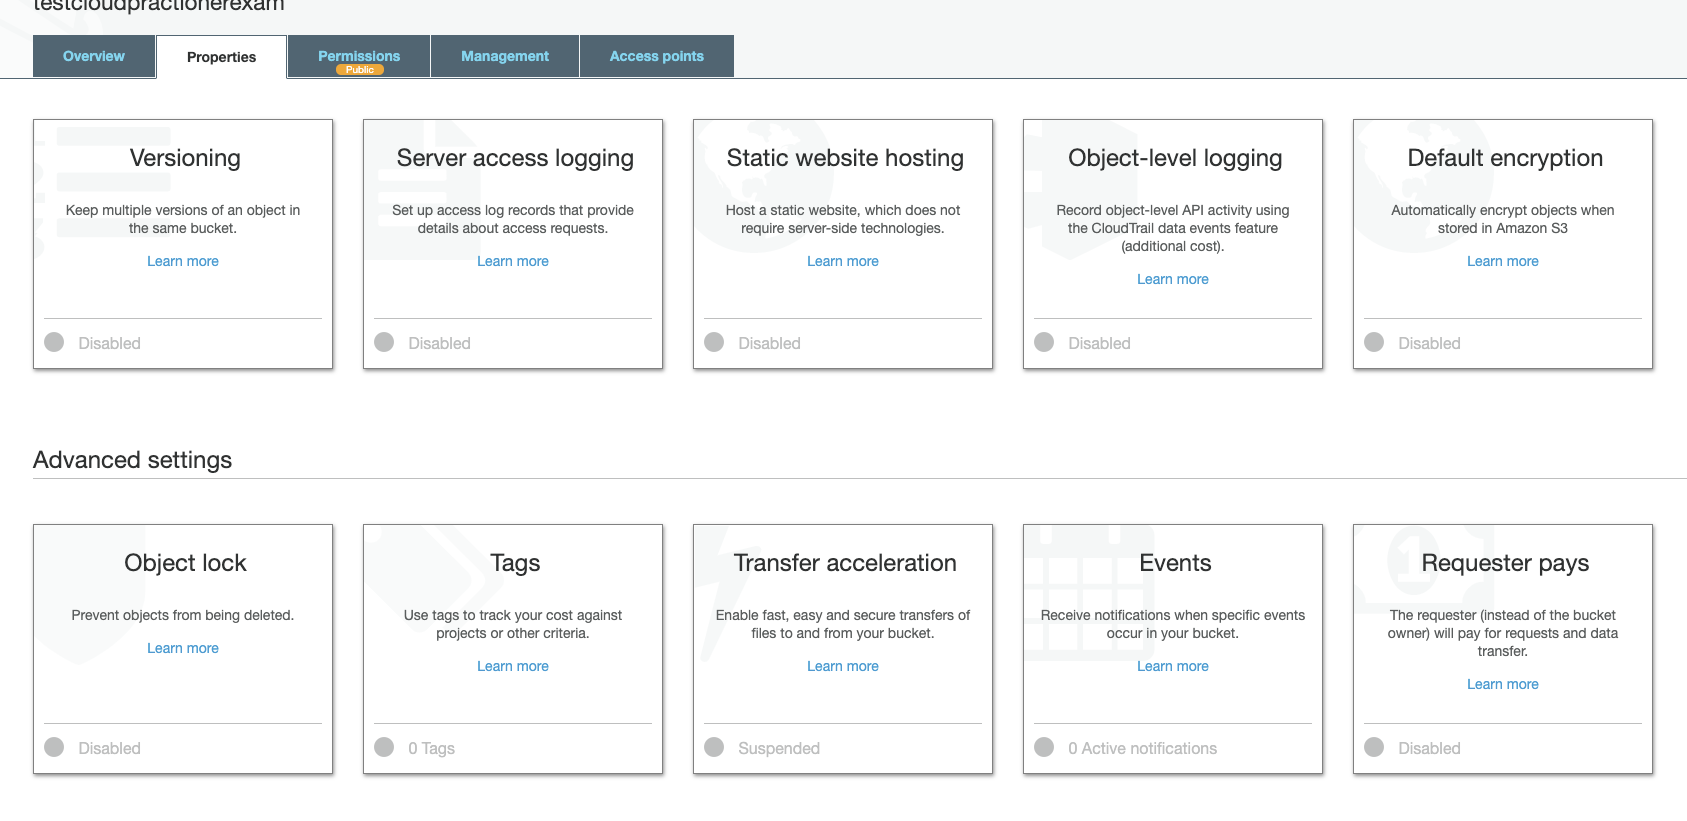 testcloudpractionerexam
Overview
Properties
Permissions
Public
Management
Access points
Versioning
Keep multiple versions of an object in
the same bucket.
Learn more
Disabled
Server access logging
Set up access log records that provide
details about access requests.
Learn more
Disabled
Static website hosting
Host a static website, which does not
require server-side technologies.
Learn more
Disabled
Object-level logging
Record object-level API activity using
the CloudTrail data events feature
(additional cost).
Learn more
Disabled
Default encryption
Automatically encrypt objects when
stored in Amazon S3
Learn more
Disabled
Advanced settings
Object lock
Prevent objects from being deleted.
Learn more
Disabled
Tags
Use tags to track your cost against
projects or other criteria.
Learn more
0 Tags
Transfer acceleration
Enable fast, easy and secure transfers of
files to and from your bucket.
Learn more
Suspended
Events
Receive notifications when specific events
occur in your bucket.
Learn more
0 Active notifications
Requester pays
The requester (instead of the bucket
owner) will pay for requests and data
transfer.
Learn more
Disabled